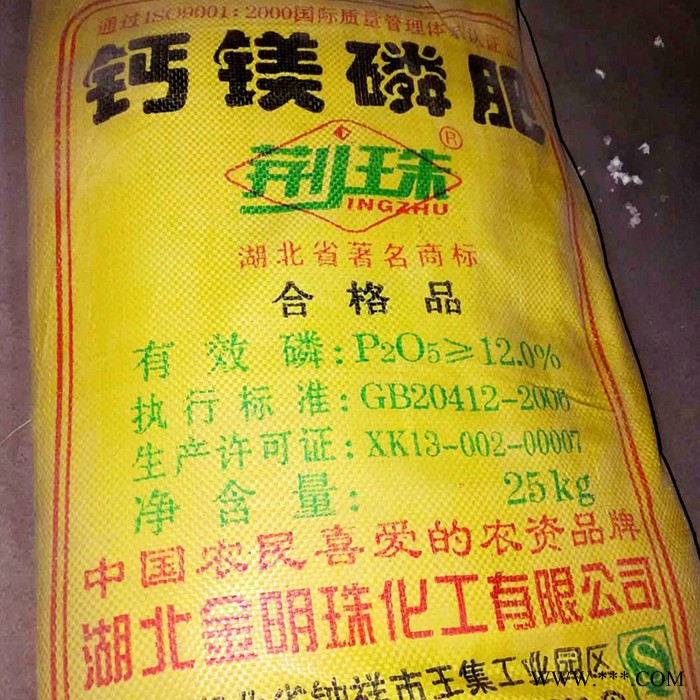 通过ISO9001:2000国际质量管理体系认证
钙镁磷肥
®
荆珠
JINGZHU
湖北省著名商标
合格品
有效磷:P2O5≥12.0%
执行标准:GB20412-2006
生产许可证:XK13-002-00007
净含量: 25kg
中国农民喜爱的农资品牌
湖北金明珠化工有限公司
湖北省钟祥市王集工业园区
WWW.***.COM